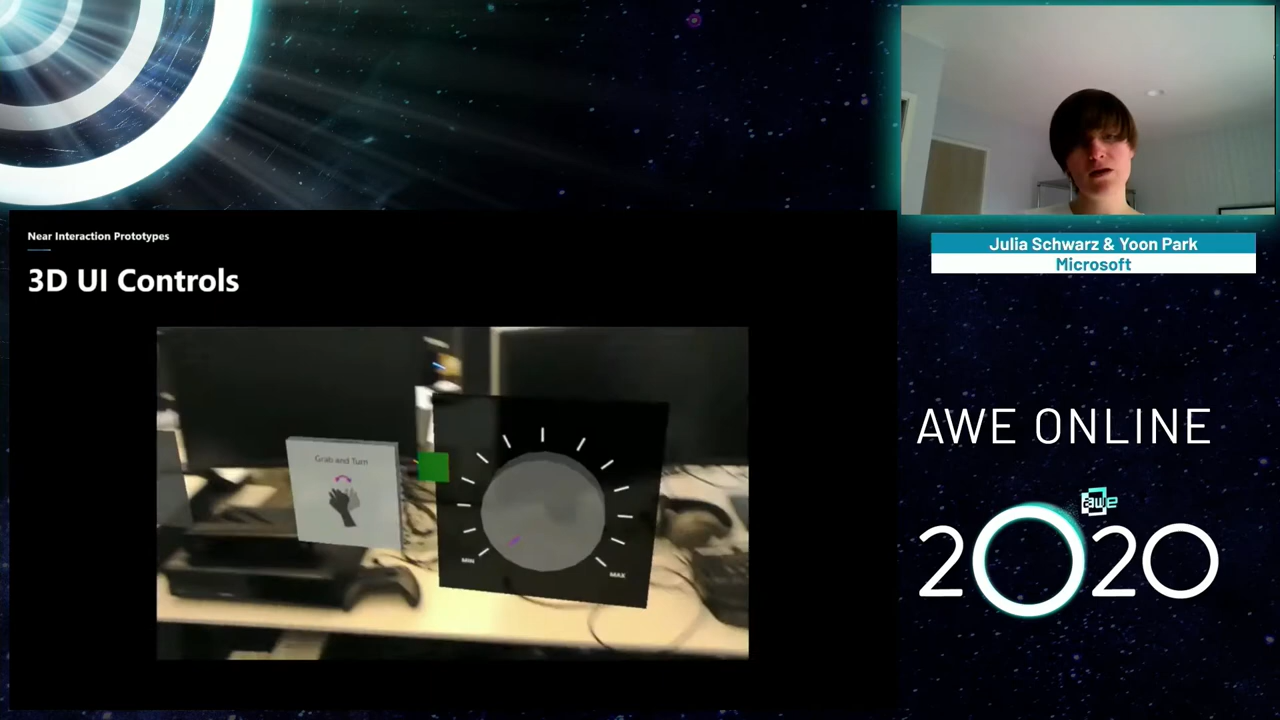 Near Interaction Prototypes
3D UI Controls
Grab and Turn
MIN
MAX
Julia Schwarz & Yoon Park
Microsoft
AWE ONLINE
awe
2020